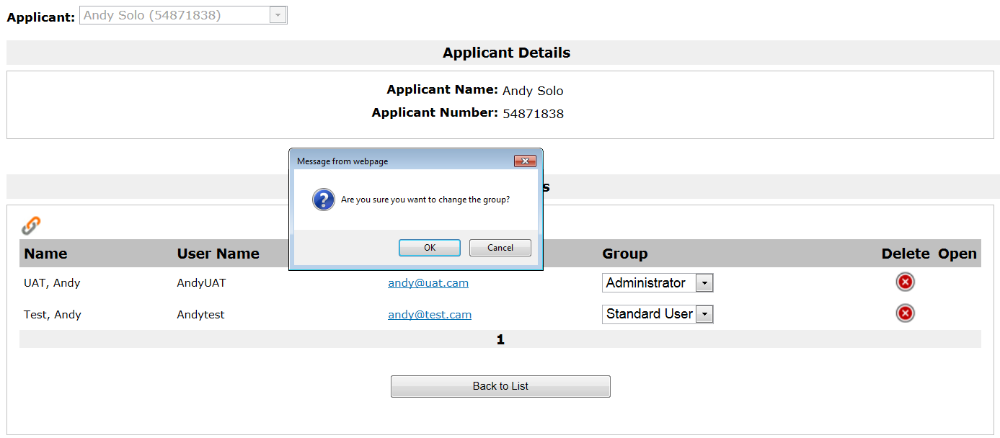 Applicant: Andy Solo (54871838)
Applicant Details
Applicant Name: Andy Solo
Applicant Number: 54871838
Message from webpage
Are you sure you want to change the group?
OK Cancel
Name User Name Group Delete Open
UAT, Andy AndyUAT andy@uat.cam Administrator
Test, Andy Andytest andy@test.cam Standard User
1
Back to List